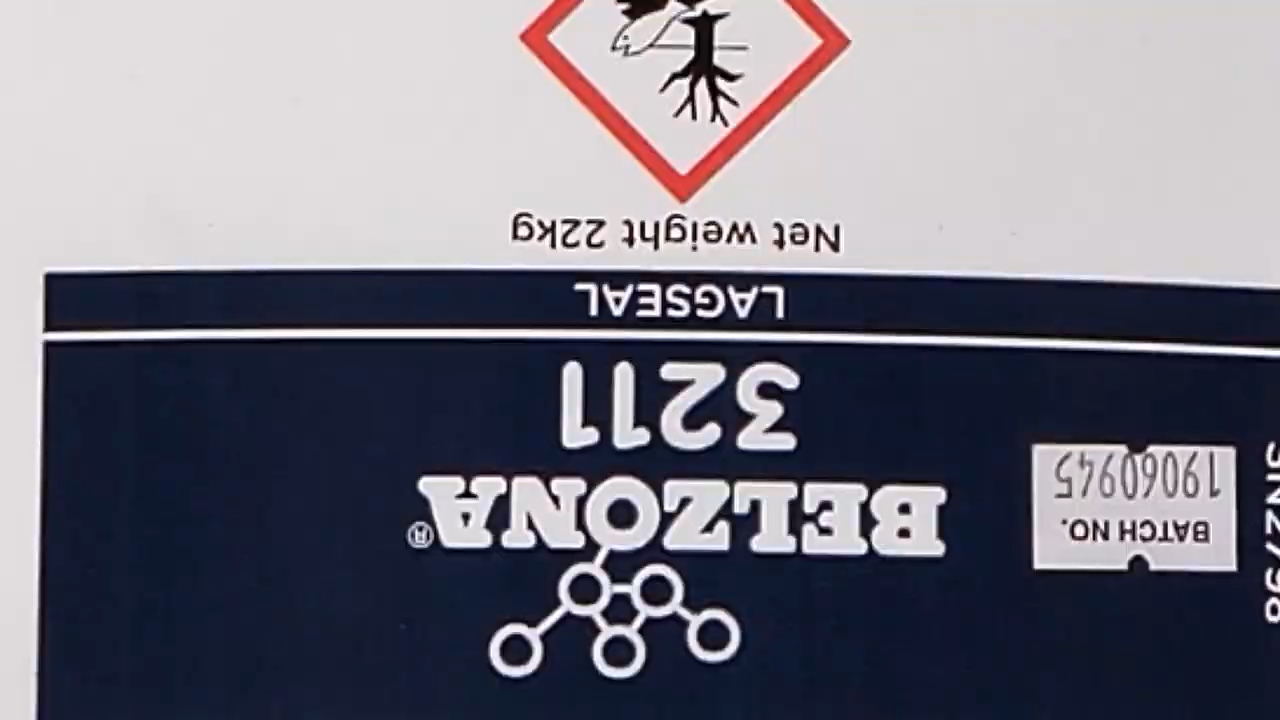 BELZONA®
3211
LAGSEAL
Net weight 22kg
BATCH NO.
19060945